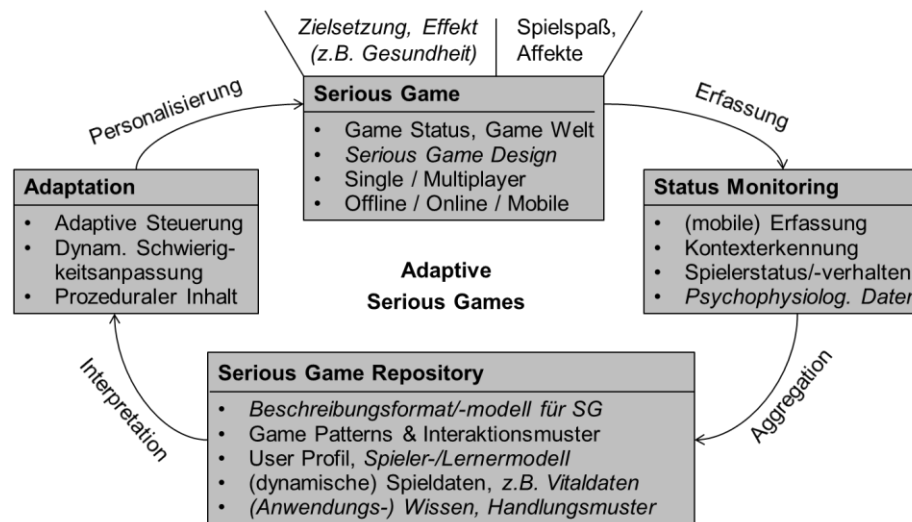 Zielsetzung, Effekt
(z.B. Gesundheit)
Spielspaß,
Affekte
Personalisierung
Serious Game
• Game Status, Game Welt
• Serious Game Design
• Single / Multiplayer
• Offline / Online / Mobile
Erfassung
Adaptation
• Adaptive Steuerung
• Dynam. Schwierig-
keitsanpassung
• Prozeduraler Inhalt
Adaptive
Serious Games
Status Monitoring
• (mobile) Erfassung
• Kontexterkennung
• Spielerstatus/-verhalten
• Psychophysiolog. Daten
Interpretation
Serious Game Repository
• Beschreibungsformat/-modell für SG
• Game Patterns & Interaktionsmuster
• User Profil, Spieler-/Lernermodell
• (dynamische) Spieldaten, z.B. Vitaldaten
• (Anwendungs-) Wissen, Handlungsmuster
Aggregation